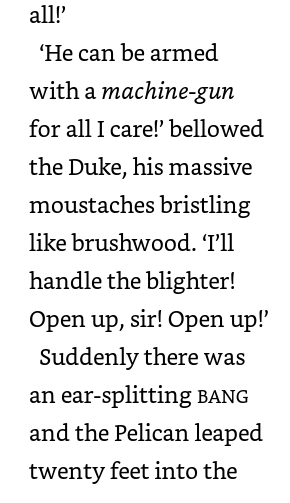 all!’
‘He can be armed
with a machine-gun
for all I care!’ bellowed
the Duke, his massive
moustaches bristling
like brushwood. ‘I’ll
handle the blighter!
Open up, sir! Open up!’
Suddenly there was
an ear-splitting BANG
and the Pelican leaped
twenty feet into the